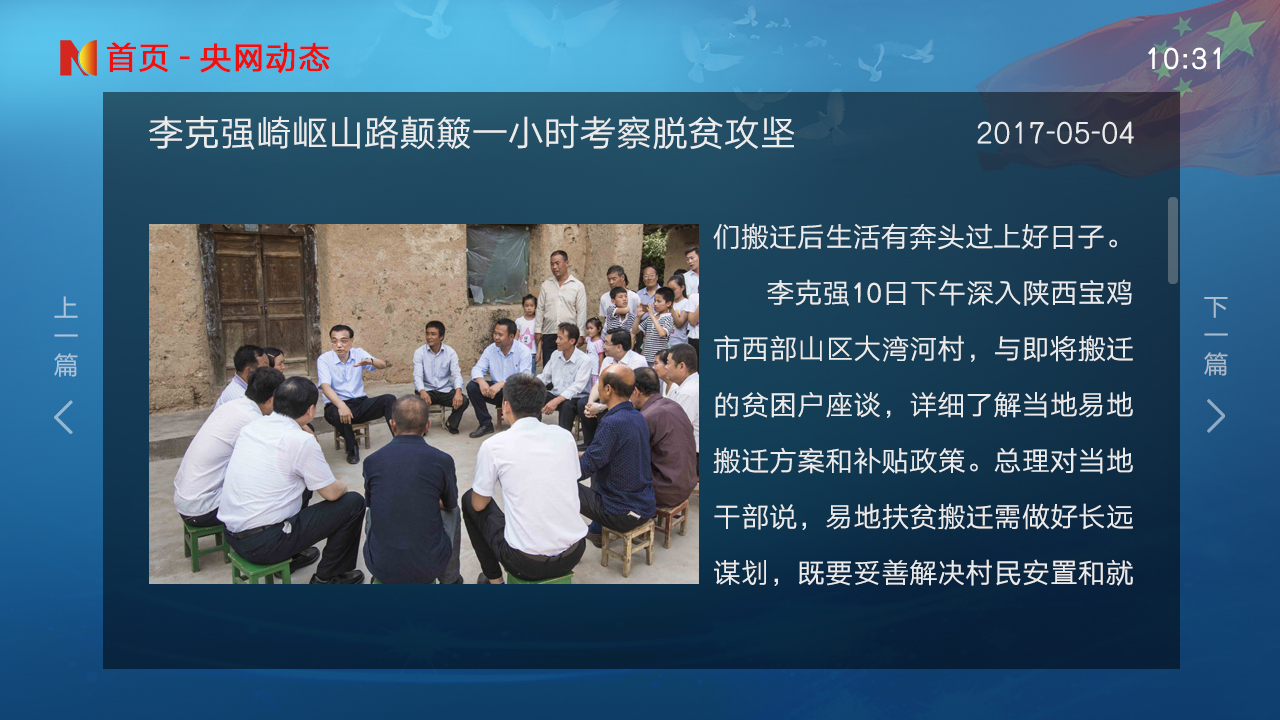 首页 - 央网动态
10:31
李克强崎岖山路颠簸一小时考察脱贫攻坚
2017-05-04
们搬迁后生活有奔头过上好日子。
李克强10日下午深入陕西宝鸡
市西部山区大湾河村，与即将搬迁
的贫困户座谈，详细了解当地易地
搬迁方案和补贴政策。总理对当地
干部说，易地扶贫搬迁需做好长远
谋划，既要妥善解决村民安置和就
上一篇
下一篇